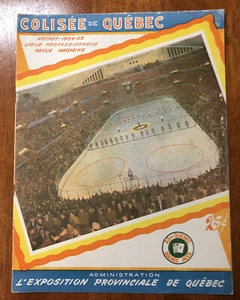 COLISÉE DE QUÉBEC
HOCKEY-1954-55
LIGUE PROFESSIONNELLE
REVUE MAGAZINE
25¢
ADMINISTRATION
L'EXPOSITION PROVINCIALE DE QUÉBEC